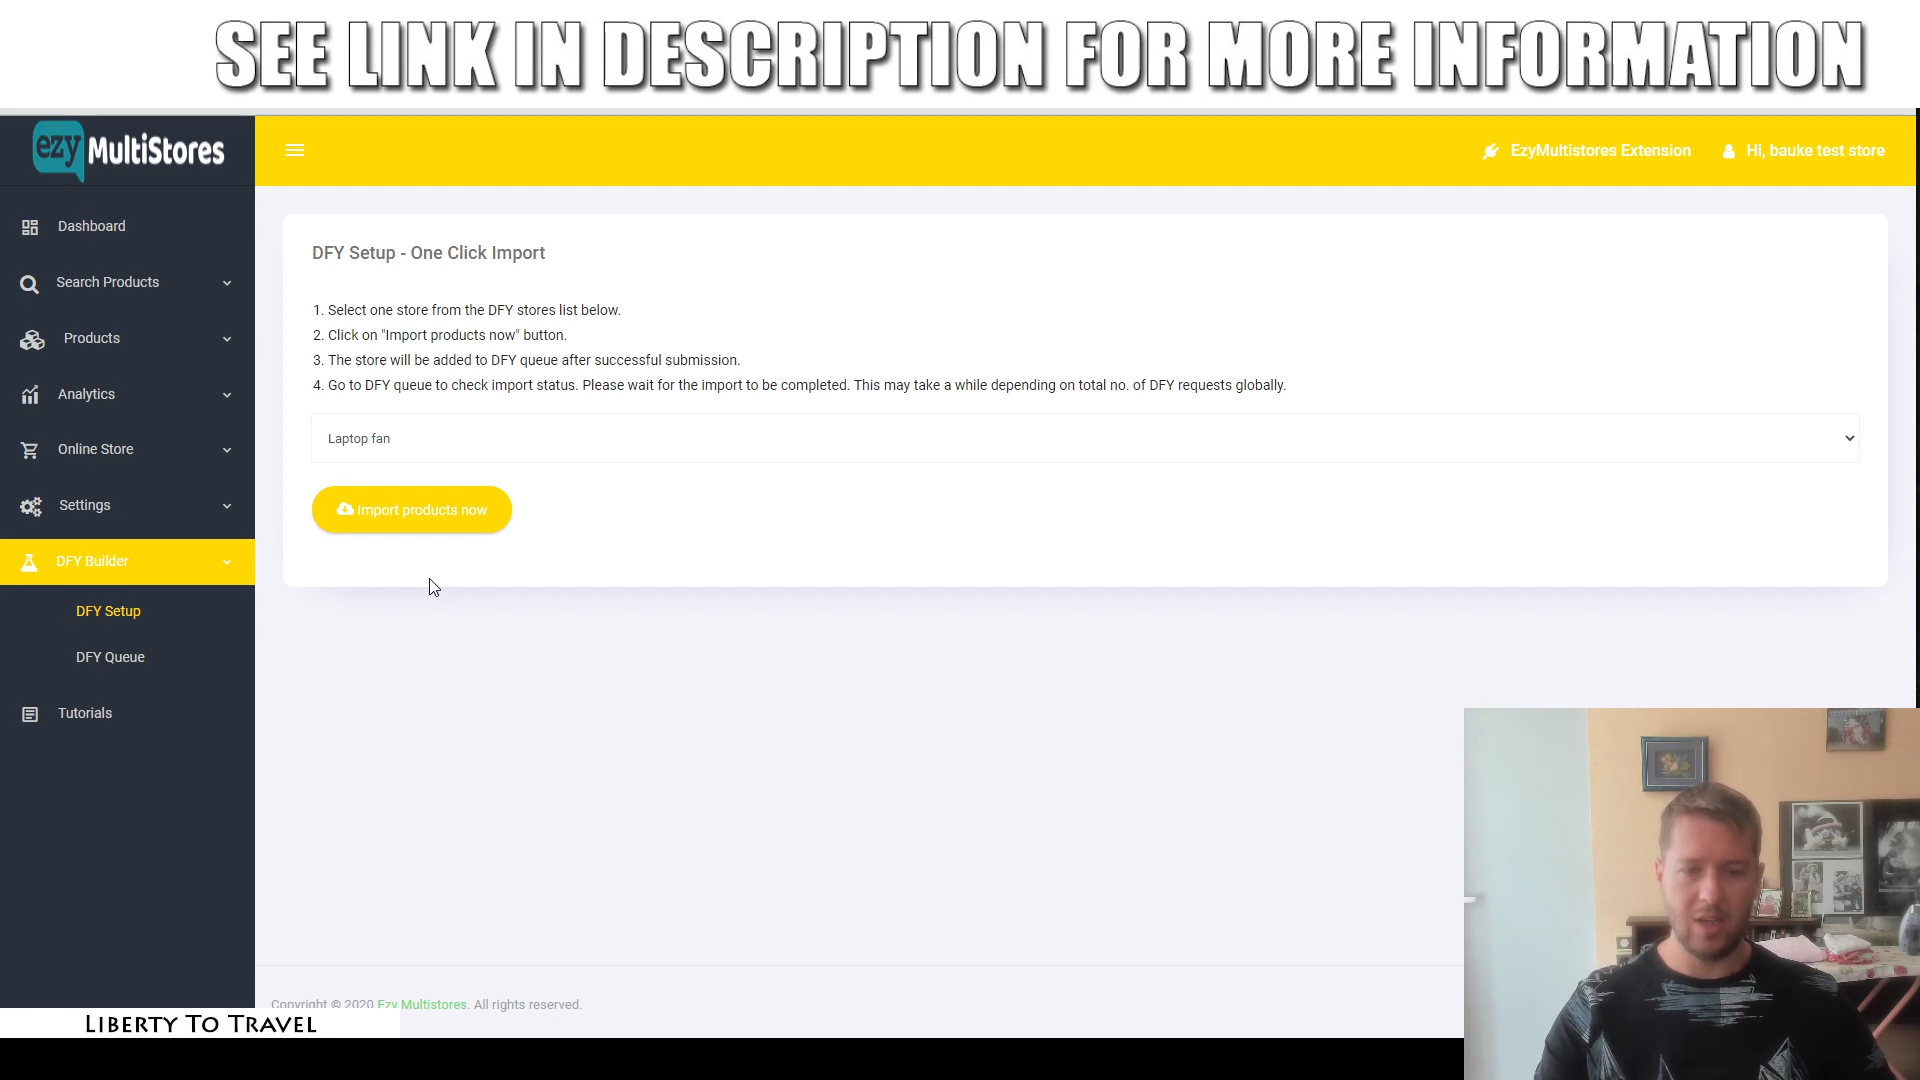 SEE LINK IN DESCRIPTION FOR MORE INFORMATION
ezy MultiStores
EzyMultistores Extension
Hi, bauke test store
Dashboard
Search Products
Products
Analytics
Online Store
Settings
DFY Builder
DFY Setup
DFY Queue
Tutorials
DFY Setup - One Click Import
1. Select one store from the DFY stores list below.
2. Click on "Import products now" button.
3. The store will be added to DFY queue after successful submission.
4. Go to DFY queue to check import status. Please wait for the import to be completed. This may take a while depending on total no. of DFY requests globally.
Laptop fan
Import products now
Copyright © 2020 Ezy Multistores. All rights reserved.
LIBERTY TO TRAVEL